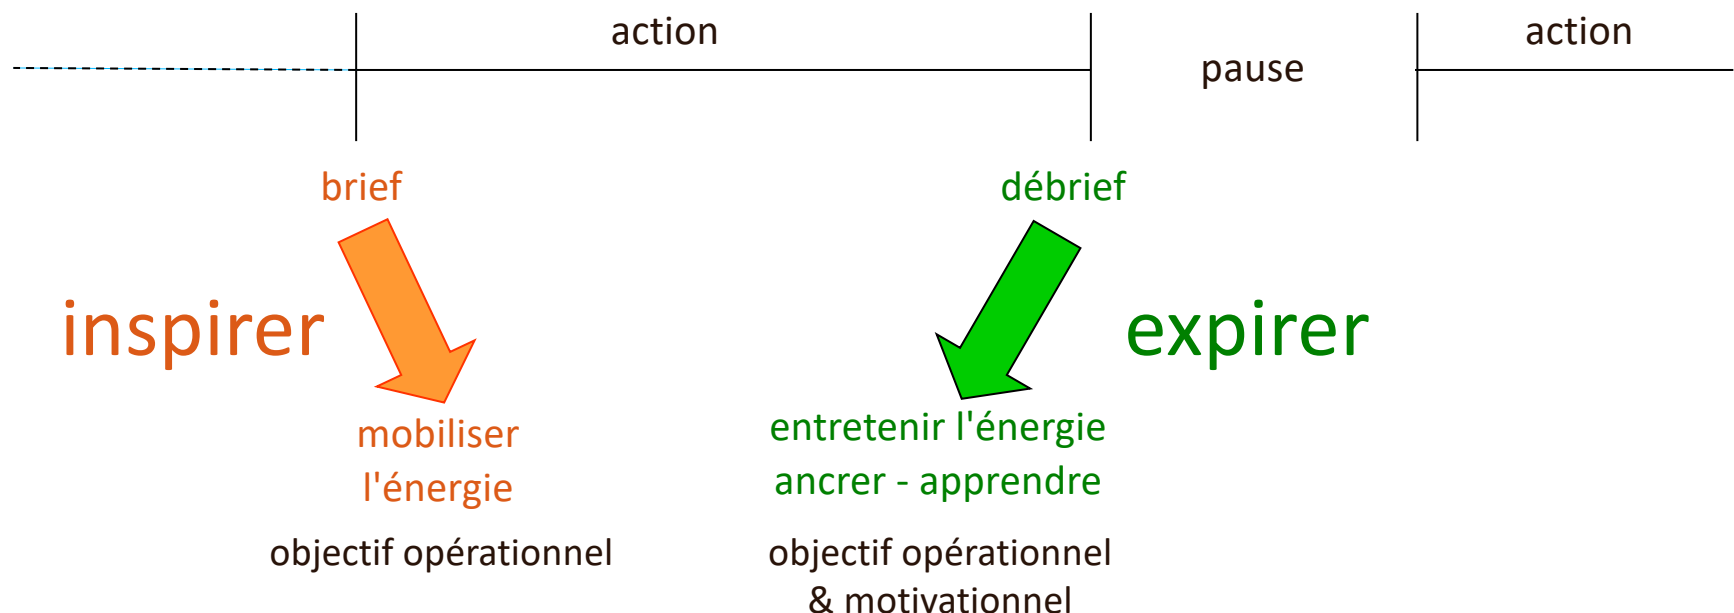 action
action
pause
brief
débrief
inspirer
expirer
mobiliser
l'énergie
entretenir l'énergie
ancrer - apprendre
objectif opérationnel
objectif opérationnel
& motivationnel